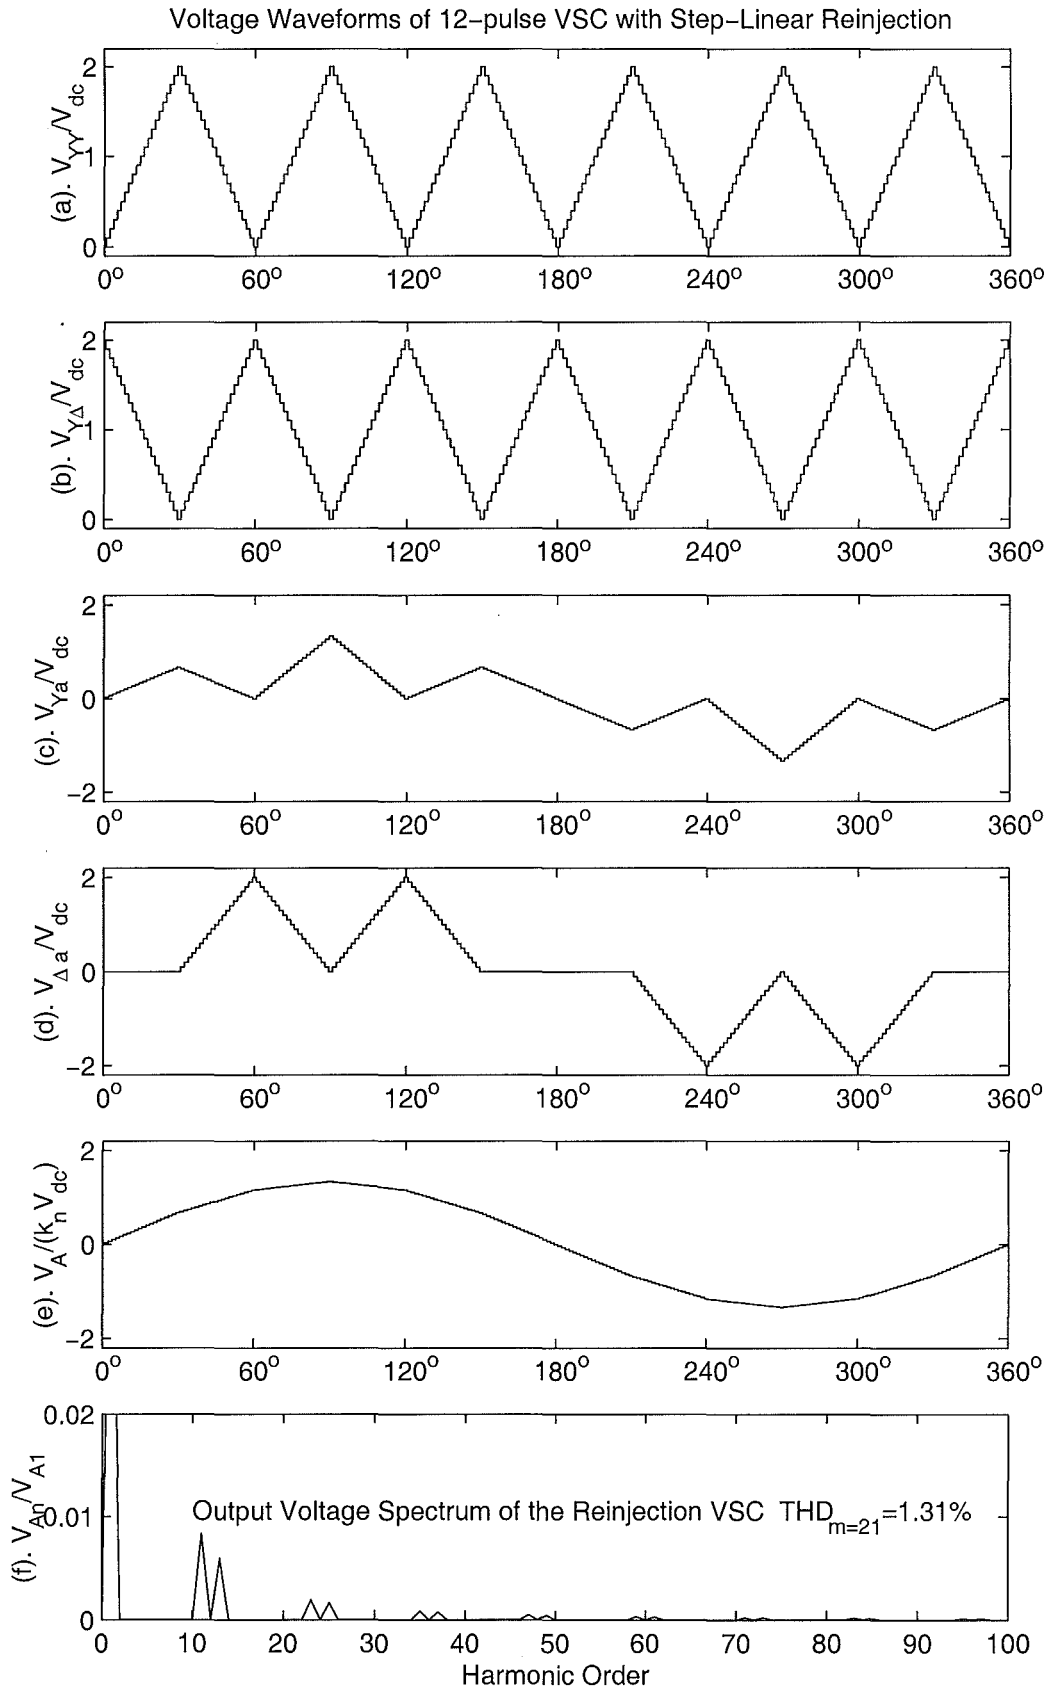 Voltage Waveforms of 12−pulse VSC with Step−Linear Reinjection
(a). V_YY/V_dc
2
1
0
0° 60° 120° 180° 240° 300° 360°
(b). V_YΔ/V_dc
2
1
0
0° 60° 120° 180° 240° 300° 360°
(c). V_Ya/V_dc
2
0
−2
0° 60° 120° 180° 240° 300° 360°
(d). V_Δa/V_dc
2
0
−2
0° 60° 120° 180° 240° 300° 360°
(e). V_A/(k_nV_dc)
2
0
−2
0° 60° 120° 180° 240° 300° 360°
(f). V_An/V_A1
0.02
0.01
0
Output Voltage Spectrum of the Reinjection VSC THD_m=21=1.31%
0 10 20 30 40 50 60 70 80 90 100
Harmonic Order